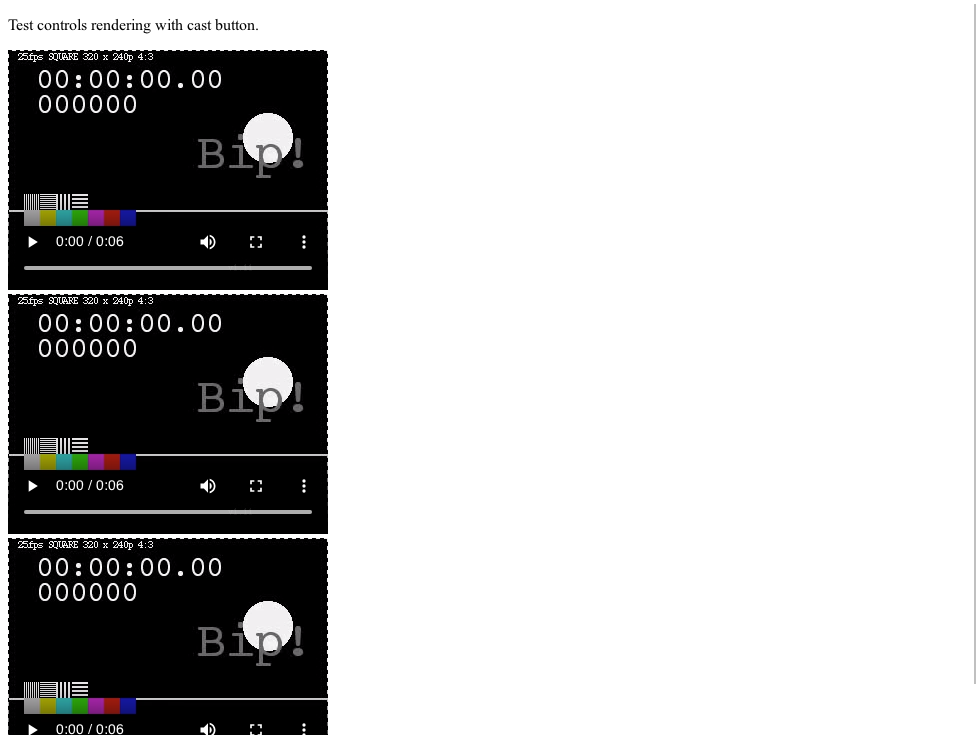 Test controls rendering with cast button.
25fps SQUARE 320 x 240p 4:3
00:00:00.00
000000
Bip!
0:00 / 0:06
25fps SQUARE 320 x 240p 4:3
00:00:00.00
000000
Bip!
0:00 / 0:06
25fps SQUARE 320 x 240p 4:3
00:00:00.00
000000
Bip!
0:00 / 0:06